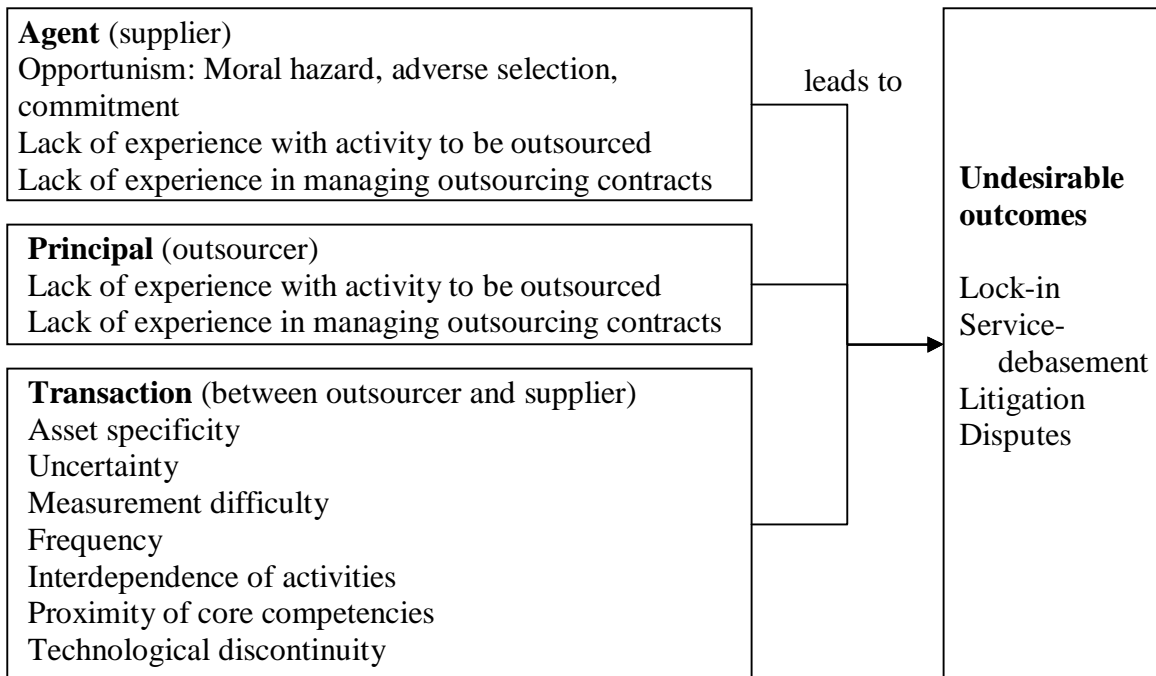 Agent (supplier)
Opportunism: Moral hazard, adverse selection,
commitment
Lack of experience with activity to be outsourced
Lack of experience in managing outsourcing contracts
leads to
Principal (outsourcer)
Lack of experience with activity to be outsourced
Lack of experience in managing outsourcing contracts
Transaction (between outsourcer and supplier)
Asset specificity
Uncertainty
Measurement difficulty
Frequency
Interdependence of activities
Proximity of core competencies
Technological discontinuity
Undesirable
outcomes
Lock-in
Service-
debasement
Litigation
Disputes